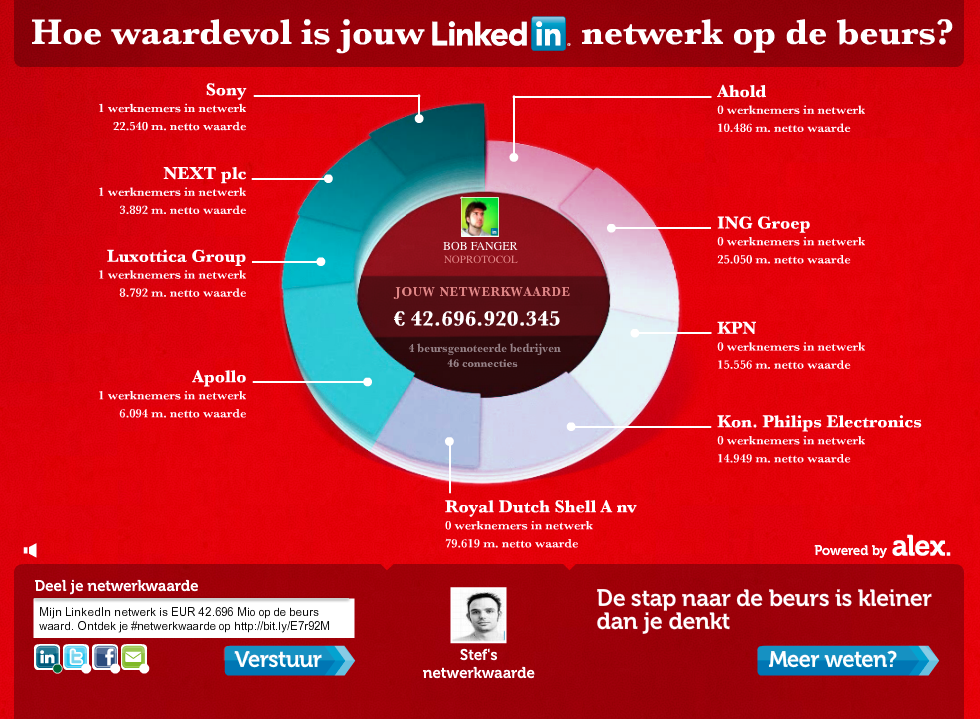 Hoe waardevol is jouw Linked in netwerk op de beurs?
Sony
1 werknemers in netwerk
22.540 m. netto waarde
NEXT plc
1 werknemers in netwerk
3.892 m. netto waarde
Luxottica Group
1 werknemers in netwerk
8.792 m. netto waarde
Apollo
1 werknemers in netwerk
6.094 m. netto waarde
Ahold
0 werknemers in netwerk
10.486 m. netto waarde
ING Groep
0 werknemers in netwerk
25.050 m. netto waarde
KPN
0 werknemers in netwerk
15.556 m. netto waarde
Kon. Philips Electronics
0 werknemers in netwerk
14.949 m. netto waarde
Royal Dutch Shell A nv
0 werknemers in netwerk
79.619 m. netto waarde
BOB FANGER
NOPROTOCOL
JOUW NETWERKWAARDE
€ 42.696.920.345
4 beursgenoteerde bedrijven
46 connecties
Powered by alex.
Deel je netwerkwaarde
Mijn LinkedIn netwerk is EUR 42.696 Mio op de beurs
waard. Ontdek je #netwerkwaarde op http://bit.ly/E7r92M
in t f
Verstuur
Stef's
netwerkwaarde
De stap naar de beurs is kleiner
dan je denkt
Meer weten?